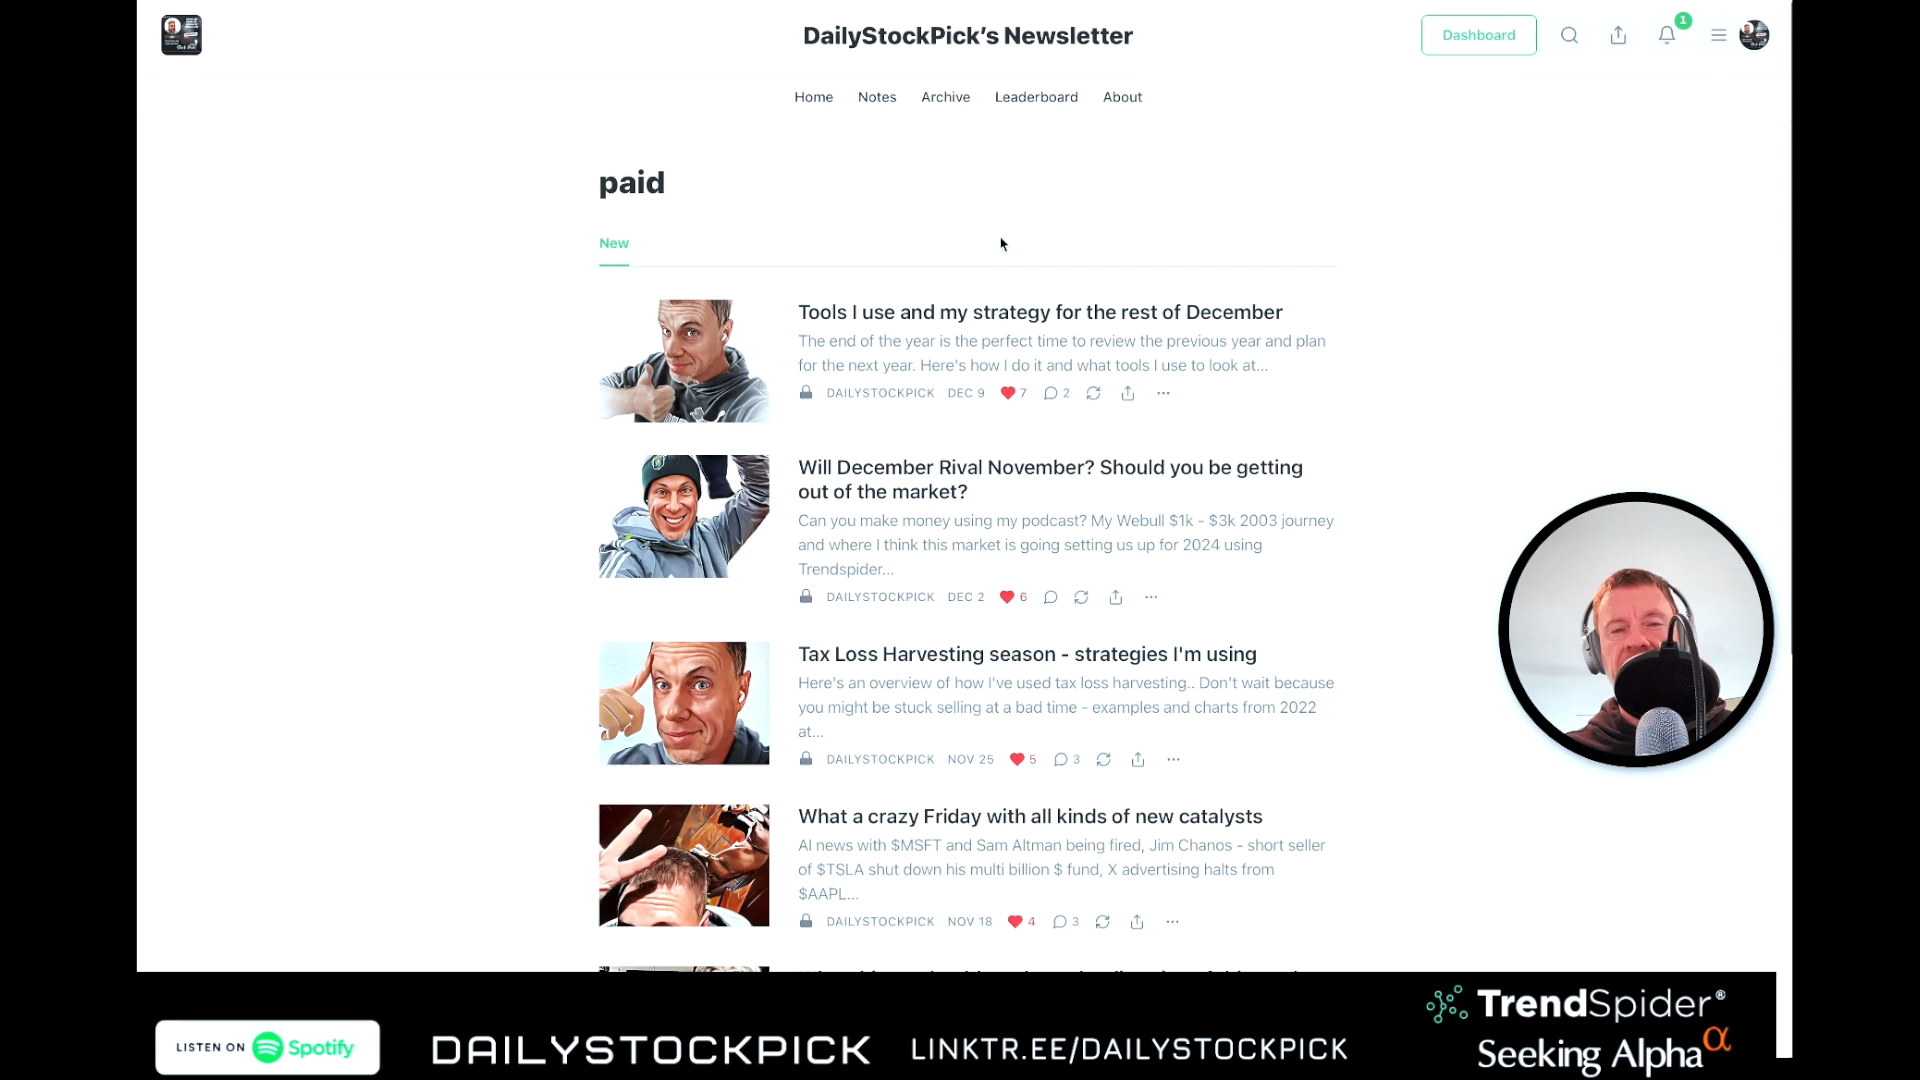 DailyStockPick's Newsletter
Dashboard
1
Home Notes Archive Leaderboard About
paid
New
Tools I use and my strategy for the rest of December
The end of the year is the perfect time to review the previous year and plan
for the next year. Here's how I do it and what tools I use to look at...
DAILYSTOCKPICK DEC 9 7 2
Will December Rival November? Should you be getting
out of the market?
Can you make money using my podcast? My Webull $1k - $3k 2003 journey
and where I think this market is going setting us up for 2024 using
Trendspider...
DAILYSTOCKPICK DEC 2 6
Tax Loss Harvesting season - strategies I'm using
Here's an overview of how I've used tax loss harvesting.. Don't wait because
you might be stuck selling at a bad time - examples and charts from 2022
at...
DAILYSTOCKPICK NOV 25 5 3
What a crazy Friday with all kinds of new catalysts
AI news with $MSFT and Sam Altman being fired, Jim Chanos - short seller
of $TSLA shut down his multi billion $ fund, X advertising halts from
$AAPL...
DAILYSTOCKPICK NOV 18 4 3
LISTEN ON Spotify
DAILYSTOCKPICK
LINKTR.EE/DAILYSTOCKPICK
TrendSpider®
Seeking Alpha α